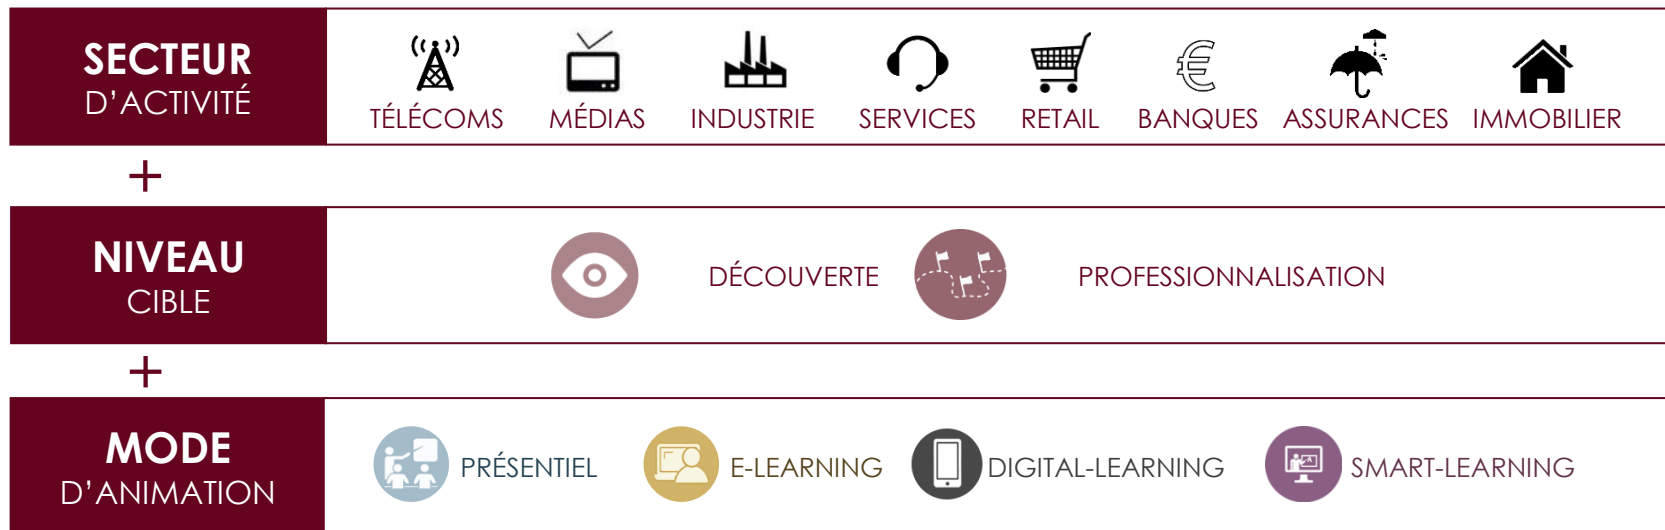 SECTEUR
D'ACTIVITÉ
TÉLÉCOMS MÉDIAS INDUSTRIE SERVICES RETAIL BANQUES ASSURANCES IMMOBILIER
+
NIVEAU
CIBLE
DÉCOUVERTE PROFESSIONNALISATION
+
MODE
D'ANIMATION
PRÉSENTIEL E-LEARNING DIGITAL-LEARNING SMART-LEARNING